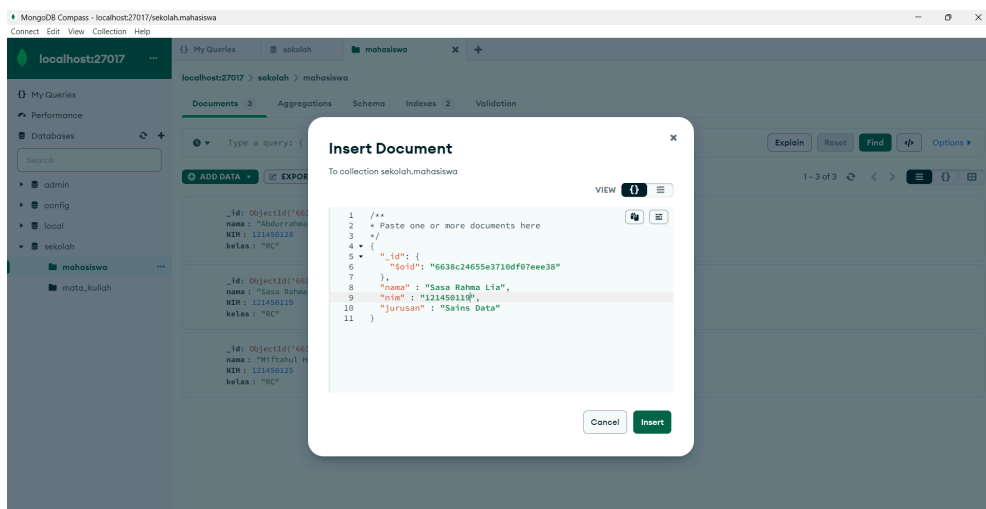 MongoDB Compass - localhost:27017/sekolah.mahasiswa
Connect Edit View Collection Help
localhost:27017 ...
{} My Queries
Performance
Databases
Search
admin
config
local
sekolah
mahasiswa ...
mata_kuliah
{} My Queries sekolah mahasiswa
localhost:27017 > sekolah > mahasiswa
Documents 3 Aggregations Schema Indexes 2 Validation
Type a query: {
Explain Reset Find </> Options
ADD DATA EXPOR
1 – 3 of 3 {}
_id: ObjectId('663
nama : "Abdurrahma
NIM : 121450128
kelas : "RC"
_id: ObjectId('663
nama : "Sasa Rahma
NIM : 121450119
kelas : "RC"
_id: ObjectId('663
nama : "Miftahul H
NIM : 121450125
kelas : "RC"
Insert Document
To collection sekolah.mahasiswa
VIEW {}
1 /**
2 * Paste one or more documents here
3 */
4 {
5 "_id": {
6 "$oid": "6638c24655e3710df07eee38"
7 },
8 "nama" : "Sasa Rahma Lia",
9 "nim" : "121450119",
10 "jurusan" : "Sains Data"
11 }
Cancel Insert